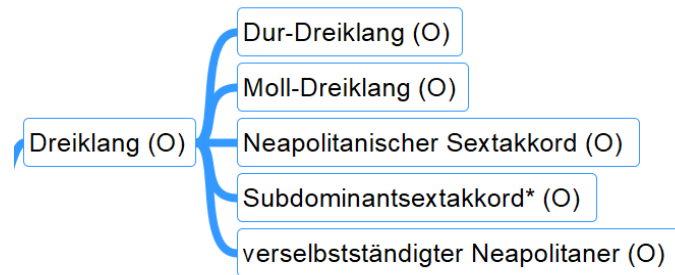 Dur-Dreiklang (O)
Moll-Dreiklang (O)
Dreiklang (O)
Neapolitanischer Sextakkord (O)
Subdominantsextakkord* (O)
verselbstständigter Neapolitaner (O)